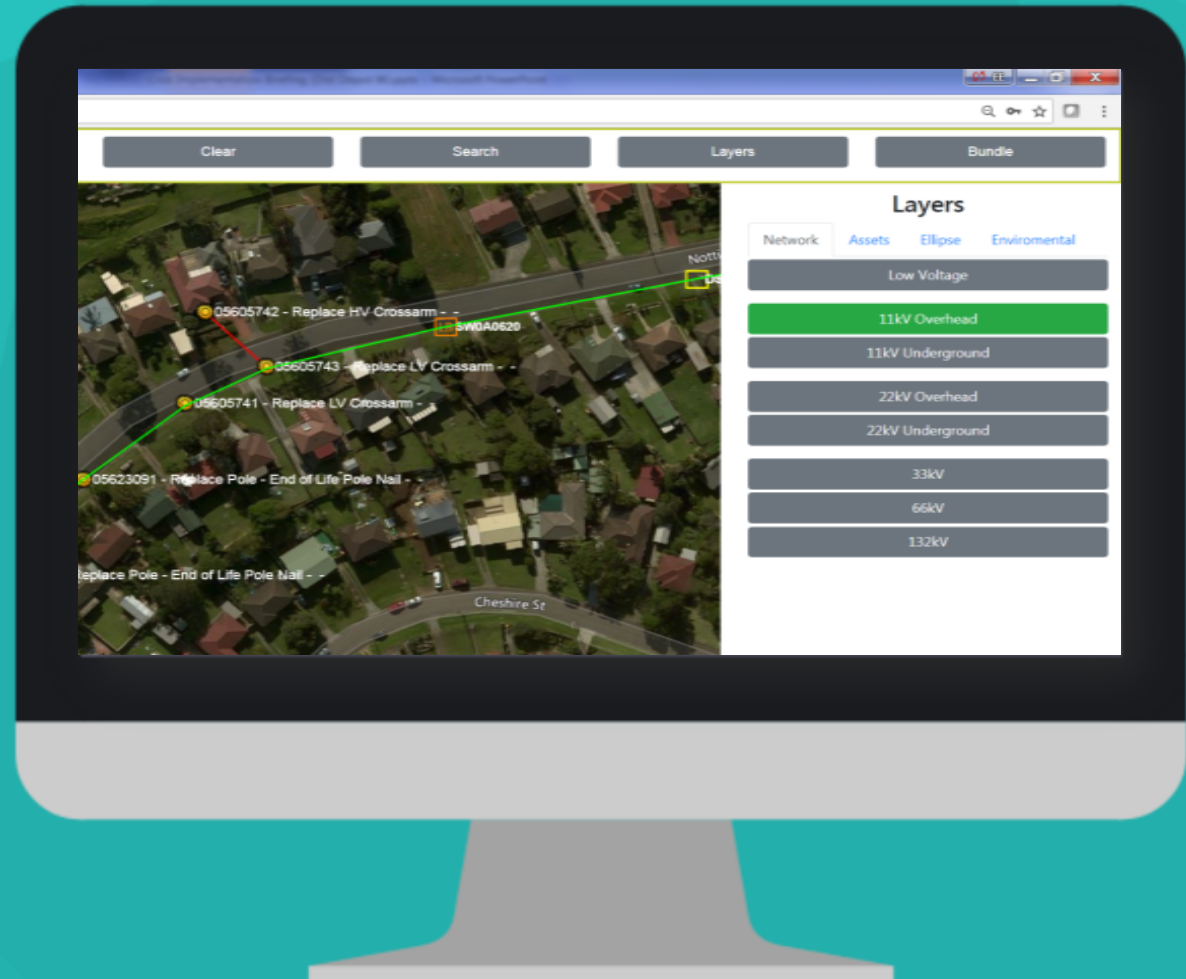 Clear
Search
Layers
Bundle
Layers
Network
Assets
Ellipse
Enviromental
Low Voltage
11kV Overhead
11kV Underground
22kV Overhead
22kV Underground
33kV
66kV
132kV
05605742 - Replace HV Crossarm - -
SW0A0620
05605743 - Replace LV Crossarm - -
05605741 - Replace LV Crossarm - -
05623091 - Replace Pole - End of Life Pole Nail - -
eplace Pole - End of Life Pole Nail - -
Cheshire St
Notti